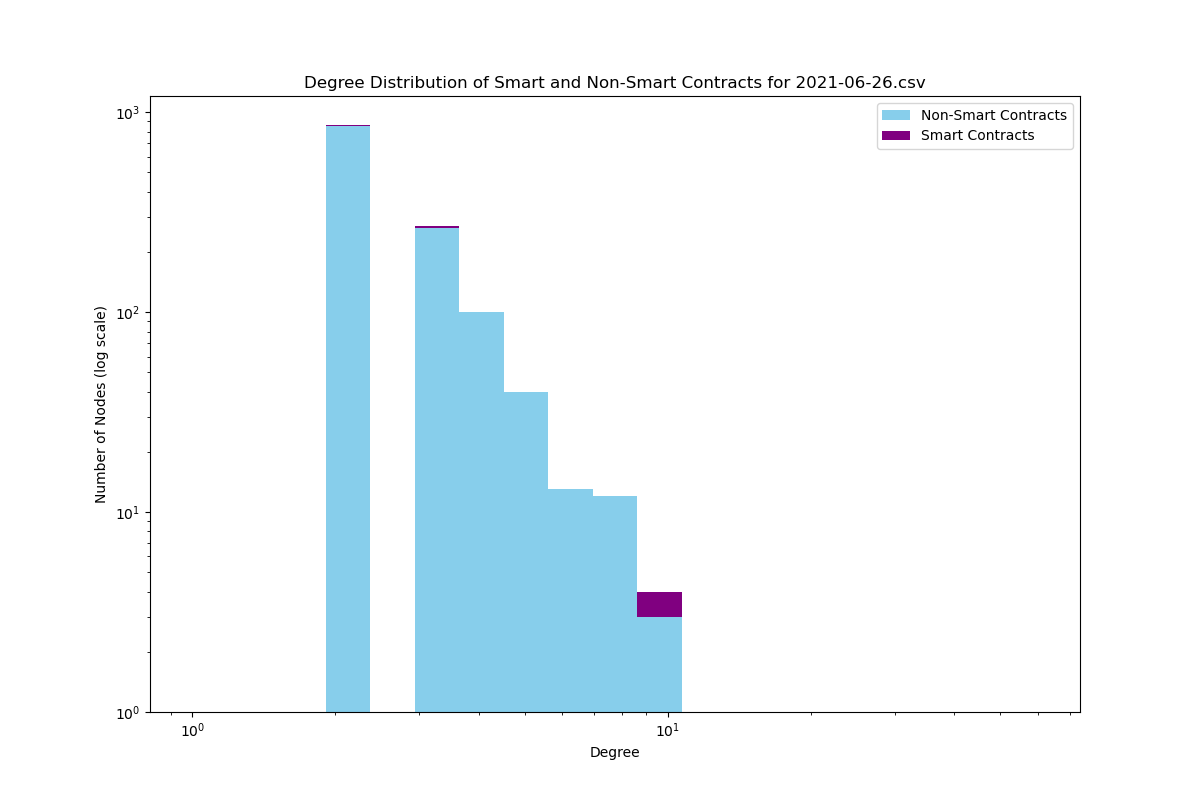 Degree Distribution of Smart and Non-Smart Contracts for 2021-06-26.csv
Non-Smart Contracts
Smart Contracts
Number of Nodes (log scale)
10³
10²
10¹
10⁰
10⁰ 10¹
Degree